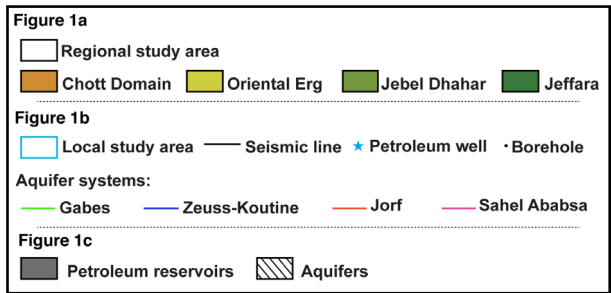 Figure 1a
Regional study area
Chott Domain Oriental Erg Jebel Dhahar Jeffara
Figure 1b
Local study area Seismic line Petroleum well Borehole
Aquifer systems:
Gabes Zeuss-Koutine Jorf Sahel Ababsa
Figure 1c
Petroleum reservoirs Aquifers